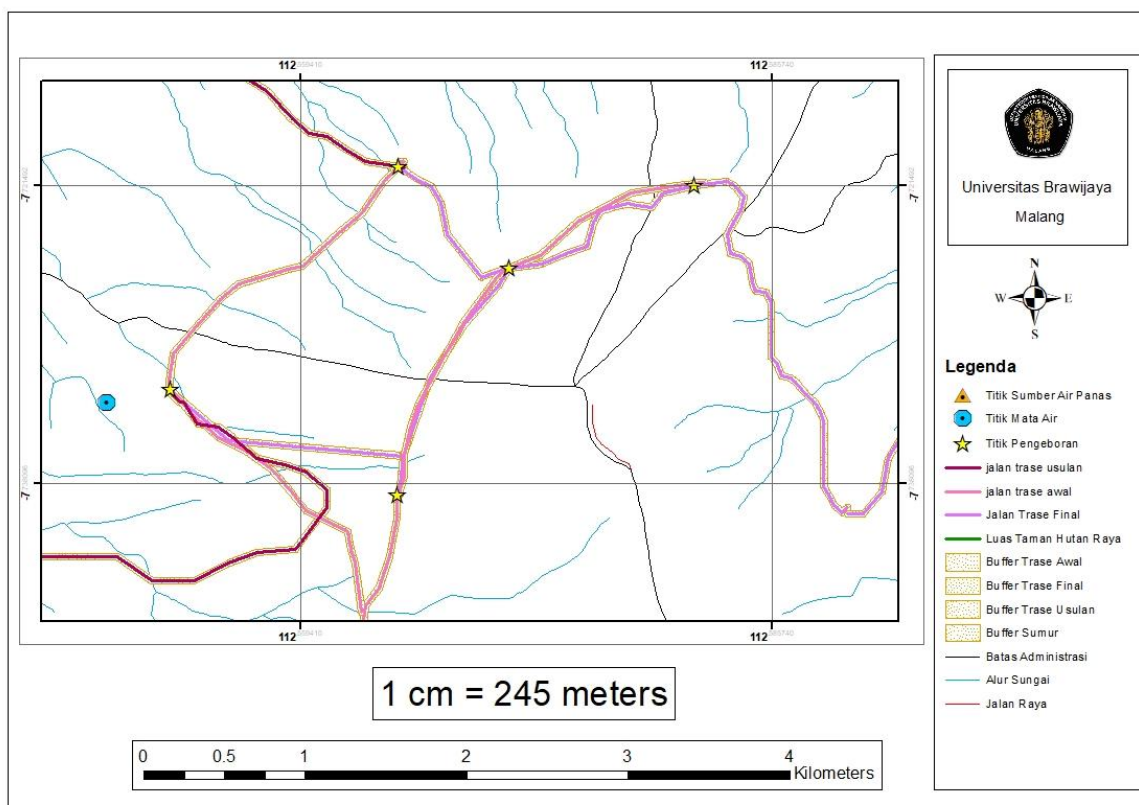 112
112
-7
-7
-7
-7
112
112
1 cm = 245 meters
0 0.5 1 2 3 4
Kilometers
Universitas Brawijaya
Malang
N
W E
S
Legenda
Titik Sumber Air Panas
Titik Mata Air
Titik Pengeboran
jalan trase usulan
jalan trase awal
Jalan Trase Final
Luas Taman Hutan Raya
Buffer Trase Awal
Buffer Trase Final
Buffer Trase Usulan
Buffer Sumur
Batas Administrasi
Alur Sungai
Jalan Raya